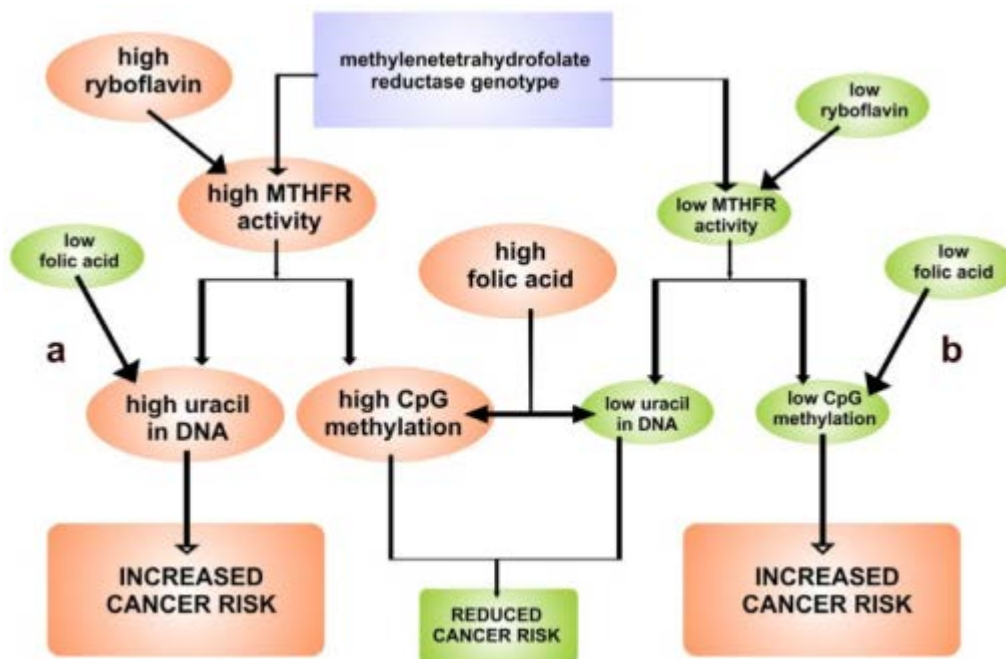 high
ryboflavin
methylenetetrahydrofolate
reductase genotype
low
ryboflavin
high MTHFR
activity
low MTHFR
activity
low
folic acid
high
folic acid
low
folic acid
a
b
high uracil
in DNA
high CpG
methylation
low uracil
in DNA
low CpG
methylation
INCREASED
CANCER RISK
REDUCED
CANCER RISK
INCREASED
CANCER RISK